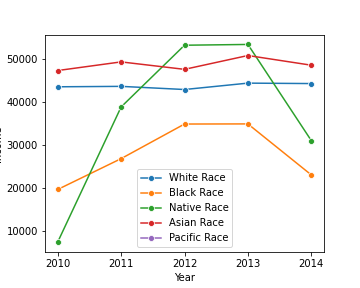 50000
40000
30000
20000
10000
White Race
Black Race
Native Race
Asian Race
Pacific Race
2010 2011 2012 2013 2014
Year